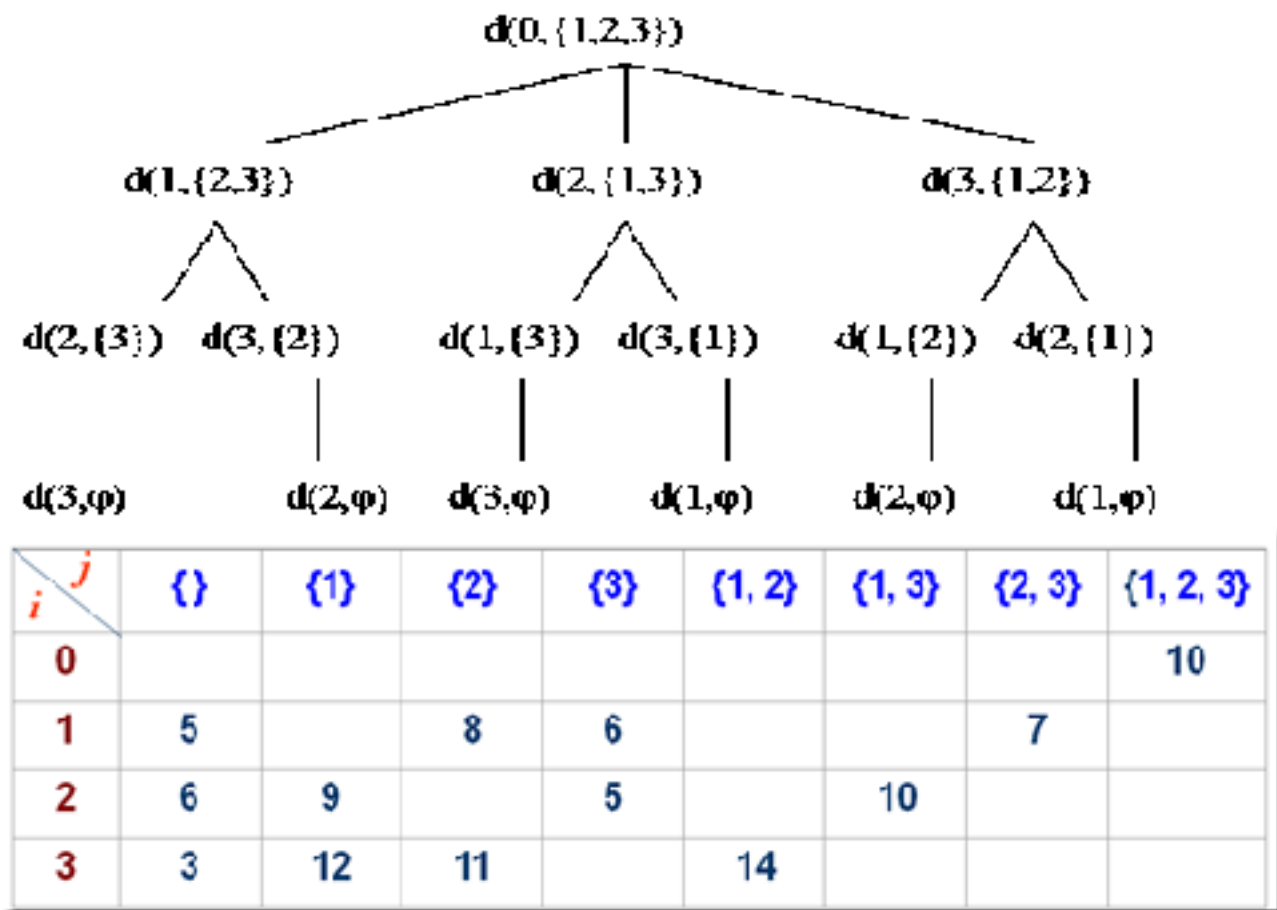 d(0, {1,2,3})
d(1,{2,3}) d(2, {1,3}) d(3, {1,2})
d(2,{3}) d(3,{2}) d(1,{3}) d(3,{1}) d(1,{2}) d(2,{1})
d(3,φ) d(2,φ) d(3,φ) d(1,φ) d(2,φ) d(1,φ)
j
i {} {1} {2} {3} {1, 2} {1, 3} {2, 3} {1, 2, 3}
0 10
1 5 8 6 7
2 6 9 5 10
3 3 12 11 14